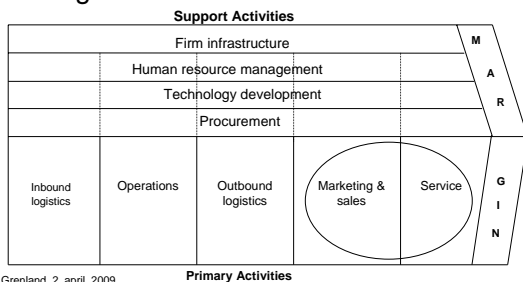 Support Activities
Firm infrastructure
Human resource management
Technology development
Procurement
M
A
R
G
I
N
Inbound
logistics
Operations
Outbound
logistics
Marketing &
sales
Service
Primary Activities
Grenland, 2. april, 2009